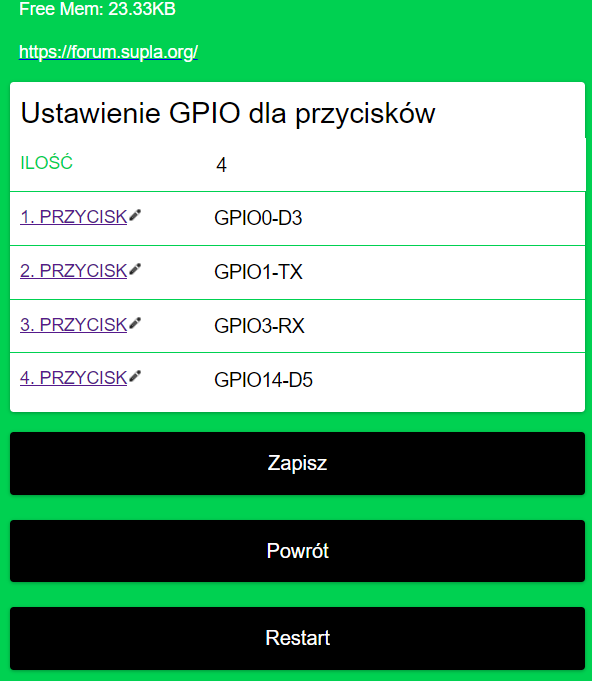 Free Mem: 23.33KB
https://forum.supla.org/
Ustawienie GPIO dla przycisków
ILOŚĆ 4
1. PRZYCISK GPIO0-D3
2. PRZYCISK GPIO1-TX
3. PRZYCISK GPIO3-RX
4. PRZYCISK GPIO14-D5
Zapisz
Powrót
Restart